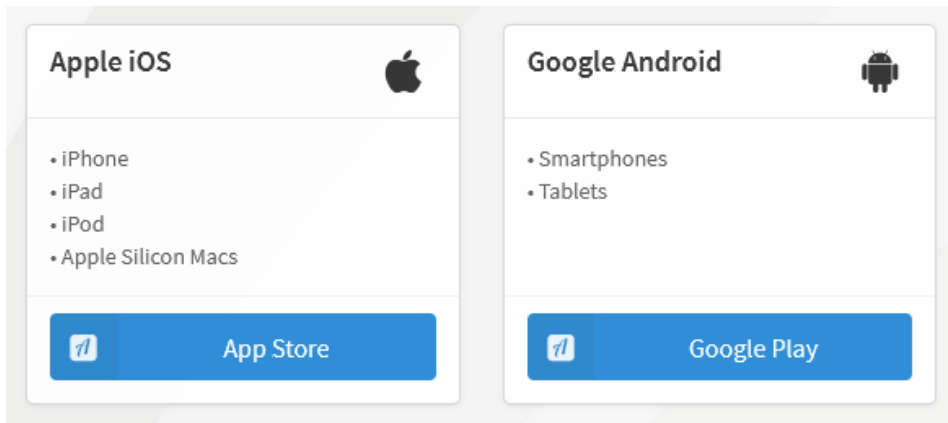 Apple iOS
• iPhone
• iPad
• iPod
• Apple Silicon Macs
App Store
Google Android
• Smartphones
• Tablets
Google Play